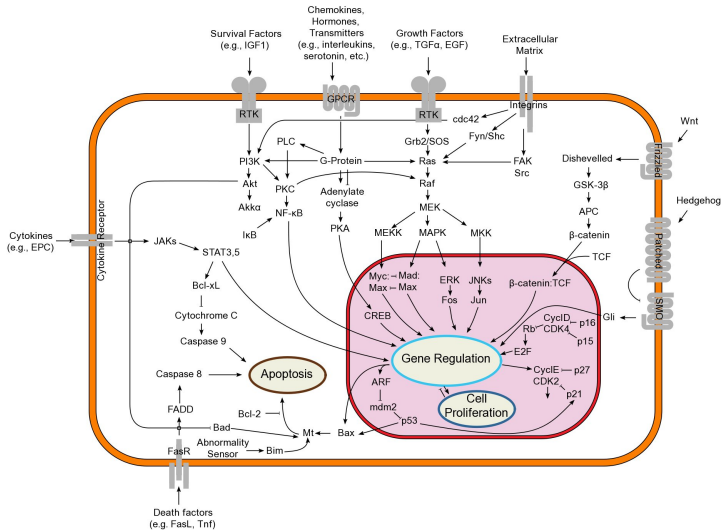 Survival Factors
(e.g., IGF1)
Chemokines,
Hormones,
Transmitters
(e.g., interleukins,
serotonin, etc.)
Growth Factors
(e.g., TGFα, EGF)
Extracellular
Matrix
RTK
GPCR
RTK
Integrins
cdc42
Fyn/Shc
Wnt
Frizzled
PLC
Grb2/SOS
PI3K
G-Protein
Ras
FAK
Src
Dishevelled
GSK-3β
Akt
PKC
Adenylate
cyclase
Raf
Akkα
NF-κB
MEK
APC
Hedgehog
IκB
PKA
MEKK
MAPK
MKK
β-catenin
Cytokines
(e.g., EPC)
Cytokine Receptor
JAKs
STAT3,5
TCF
Patched
Bcl-xL
Myc:
Max
Mad:
Max
ERK
Fos
JNKs
Jun
β-catenin:TCF
SMO
Cytochrome C
CREB
Gli
CycID
p16
Rb
CDK4
p15
Caspase 9
E2F
Gene Regulation
Caspase 8
Apoptosis
ARF
CyclE
p27
CDK2
p21
FADD
Bcl-2
mdm2
Cell
Proliferation
p53
Bad
Mt
Bax
Abnormality
Sensor
Bim
FasR
Death factors
(e.g. FasL, Tnf)